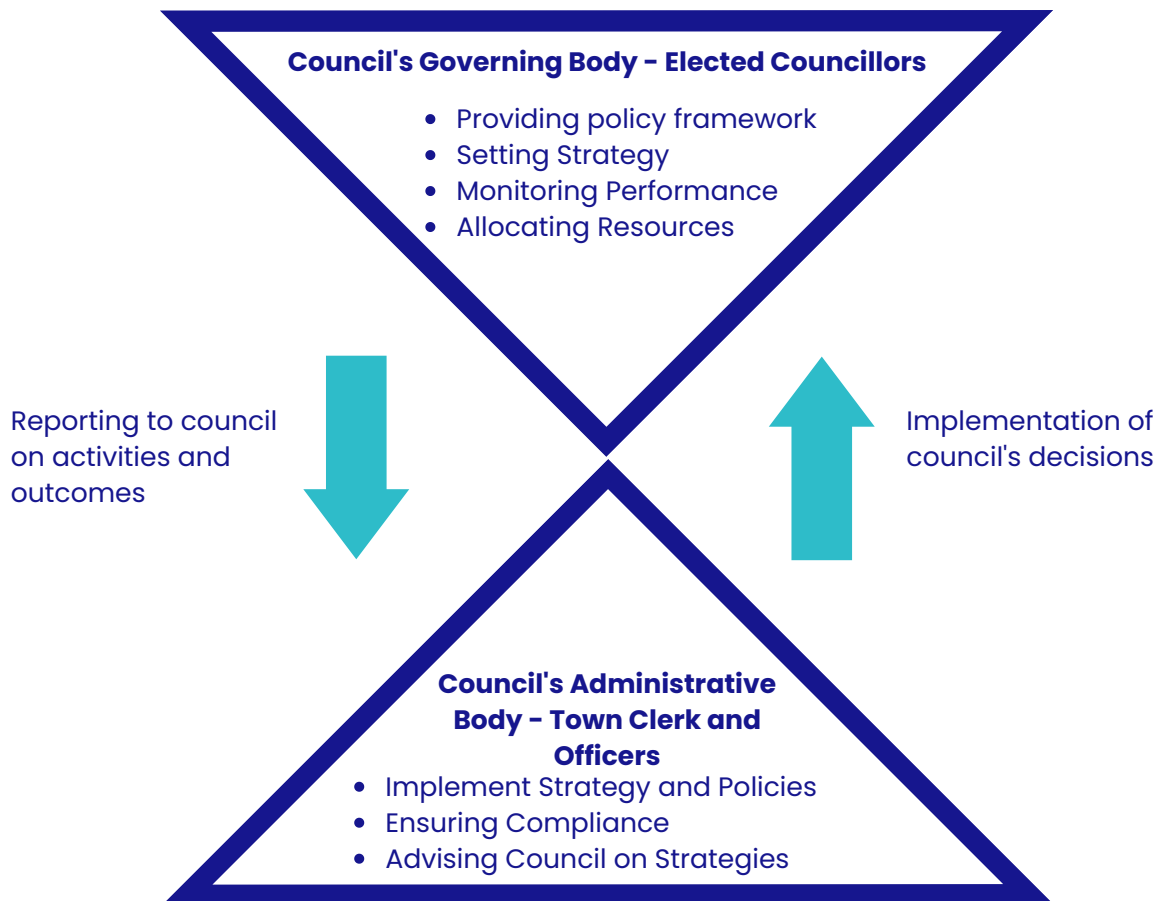 Council's Governing Body - Elected Councillors
• Providing policy framework
• Setting Strategy
• Monitoring Performance
• Allocating Resources
Reporting to council
on activities and
outcomes
Implementation of
council's decisions
Council's Administrative
Body - Town Clerk and
Officers
• Implement Strategy and Policies
• Ensuring Compliance
• Advising Council on Strategies